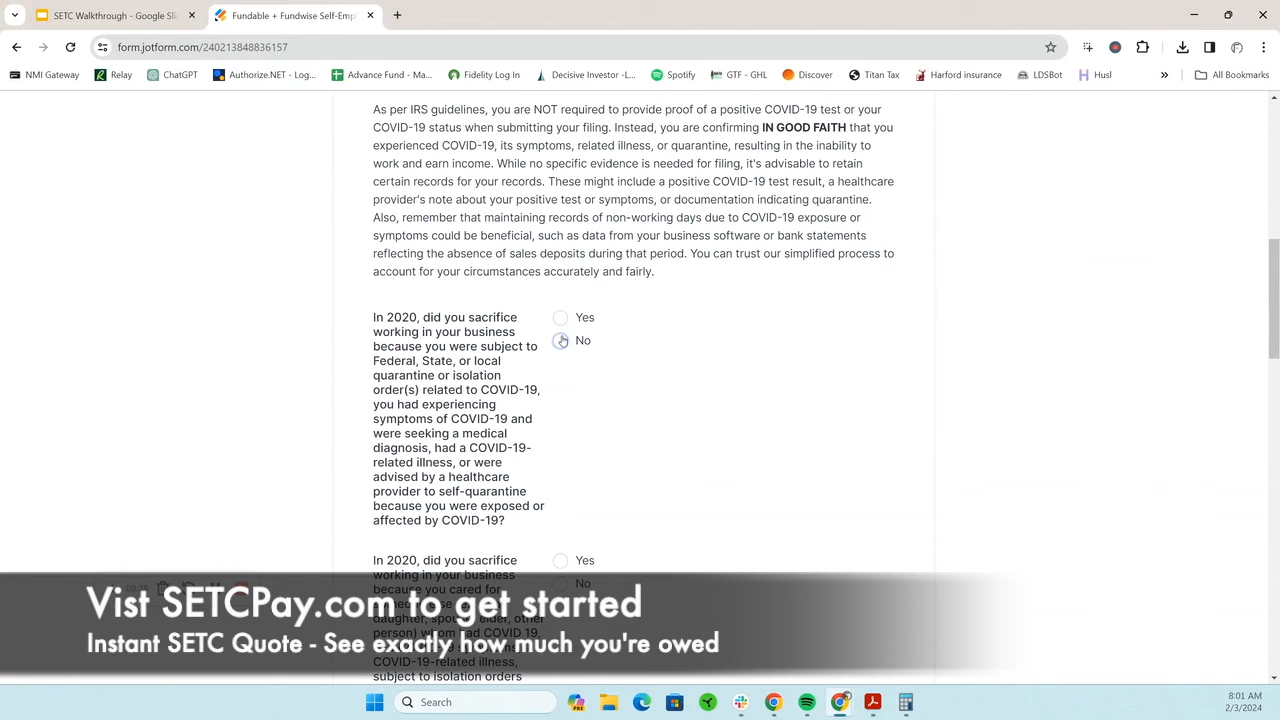 SETC Walkthrough - Google Sli
Fundable + Fundwise Self-Empl
form.jotform.com/240213848836157
NMI Gateway
Relay
ChatGPT
Authorize.NET - Log...
Advance Fund - Ma...
Fidelity Log In
Decisive Investor -L...
Spotify
GTF - GHL
Discover
Titan Tax
Harford insurance
LDSBot
Husl
All Bookmarks
As per IRS guidelines, you are NOT required to provide proof of a positive COVID-19 test or your
COVID-19 status when submitting your filing. Instead, you are confirming IN GOOD FAITH that you
experienced COVID-19, its symptoms, related illness, or quarantine, resulting in the inability to
work and earn income. While no specific evidence is needed for filing, it's advisable to retain
certain records for your records. These might include a positive COVID-19 test result, a healthcare
provider's note about your positive test or symptoms, or documentation indicating quarantine.
Also, remember that maintaining records of non-working days due to COVID-19 exposure or
symptoms could be beneficial, such as data from your business software or bank statements
reflecting the absence of sales deposits during that period. You can trust our simplified process to
account for your circumstances accurately and fairly.
In 2020, did you sacrifice
working in your business
because you were subject to
Federal, State, or local
quarantine or isolation
order(s) related to COVID-19,
you had experiencing
symptoms of COVID-19 and
were seeking a medical
diagnosis, had a COVID-19-
related illness, or were
advised by a healthcare
provider to self-quarantine
because you were exposed or
affected by COVID-19?
Yes
No
In 2020, did you sacrifice
working in your business
because you cared for
daughter, spouse, elder, other
person) whom had COVID 19,
COVID-19-related illness,
subject to isolation orders
Yes
No
Vist SETCPay.com to get started
Instant SETC Quote - See exactly how much you're owed
Search
8:01 AM
2/3/2024